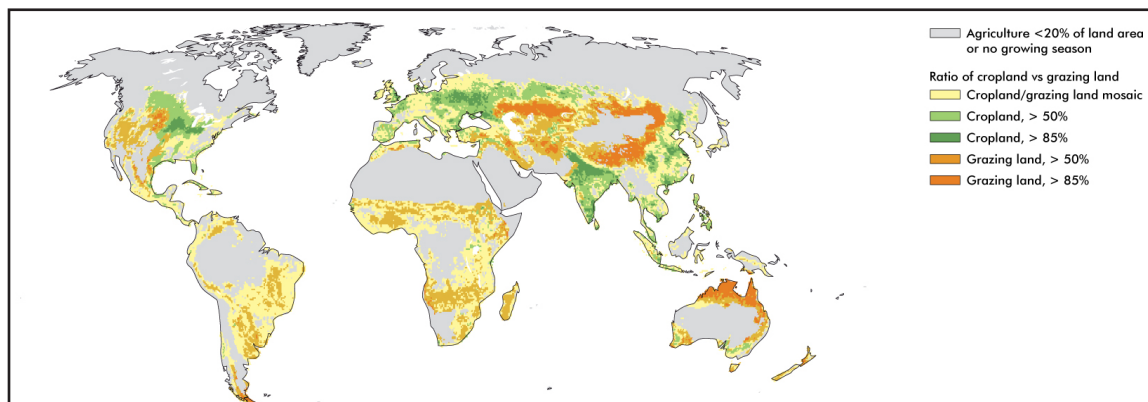 Agriculture <20% of land area
or no growing season
Ratio of cropland vs grazing land
Cropland/grazing land mosaic
Cropland, > 50%
Cropland, > 85%
Grazing land, > 50%
Grazing land, > 85%